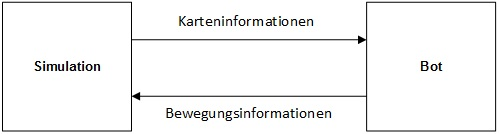 Karteninformationen
Simulation
Bot
Bewegungsinformationen